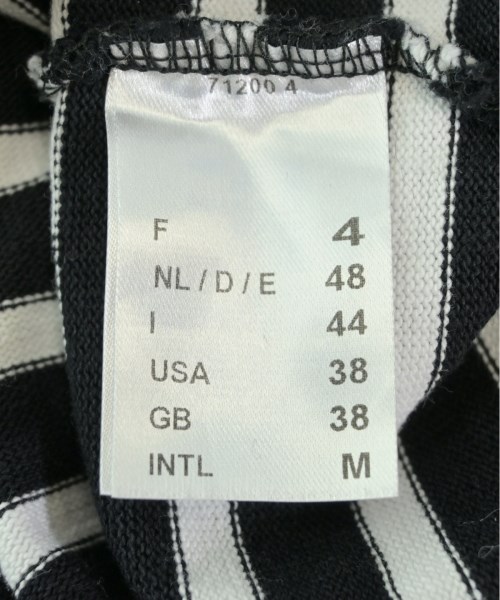 71200 4
F 4
NL / D / E 48
I 44
USA 38
GB 38
INTL M